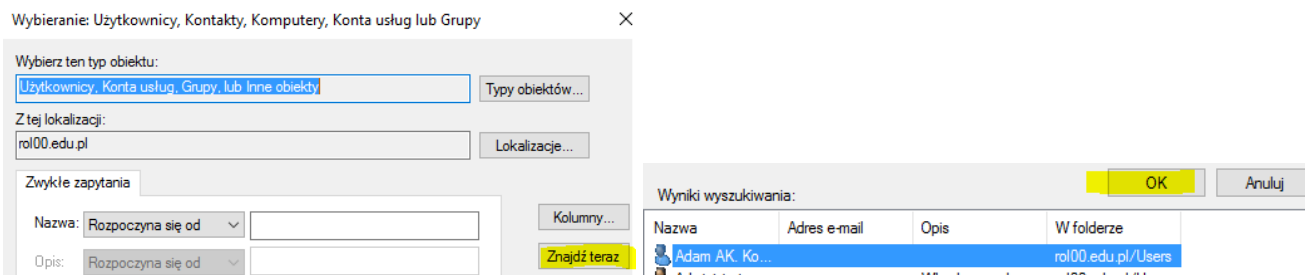 Wybieranie: Użytkownicy, Kontakty, Komputery, Konta usług lub Grupy
Wybierz ten typ obiektu:
Użytkownicy, Konta usług, Grupy, lub Inne obiekty
Typy obiektów...
Z tej lokalizacji:
rol00.edu.pl
Lokalizacje...
Zwykłe zapytania
Nazwa: Rozpoczyna się od
Kolumny...
Opis: Rozpoczyna się od
Znajdź teraz
OK Anuluj
Wyniki wyszukiwania:
Nazwa Adres e-mail Opis W folderze
Adam AK. Ko... rol00.edu.pl/Users